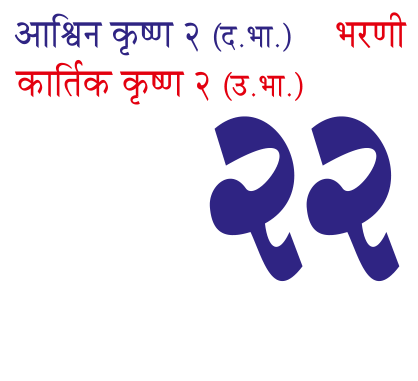 आश्विन कृष्ण २ (द.भा.) भरणी
कार्तिक कृष्ण २ (उ.भा.)
२२